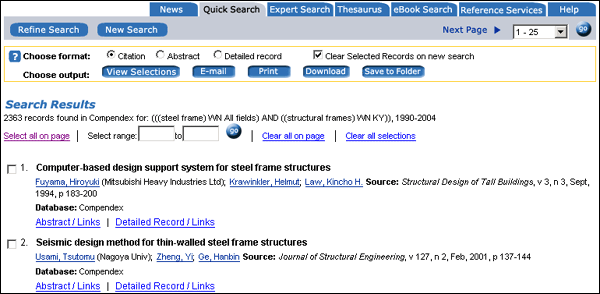 News Quick Search Expert Search Thesaurus eBook Search Reference Services Help
Refine Search New Search Next Page 1 - 25 go
? Choose format: Citation Abstract Detailed record Clear Selected Records on new search
Choose output: View Selections E-mail Print Download Save to Folder
Search Results
2363 records found in Compendex for: (((steel frame) WN All fields) AND ((structural frames) WN KY)), 1990-2004
Select all on page | Select range: to go | Clear all on page | Clear all selections
1. Computer-based design support system for steel frame structures
Fuyama, Hiroyuki (Mitsubishi Heavy Industries Ltd); Krawinkler, Helmut; Law, Kincho H. Source: Structural Design of Tall Buildings, v 3, n 3, Sept,
1994, p 183-200
Database: Compendex
Abstract / Links | Detailed Record / Links
2. Seismic design method for thin-walled steel frame structures
Usami, Tsutomu (Nagoya Univ); Zheng, Yi; Ge, Hanbin Source: Journal of Structural Engineering, v 127, n 2, Feb, 2001, p 137-144
Database: Compendex
Abstract / Links | Detailed Record / Links